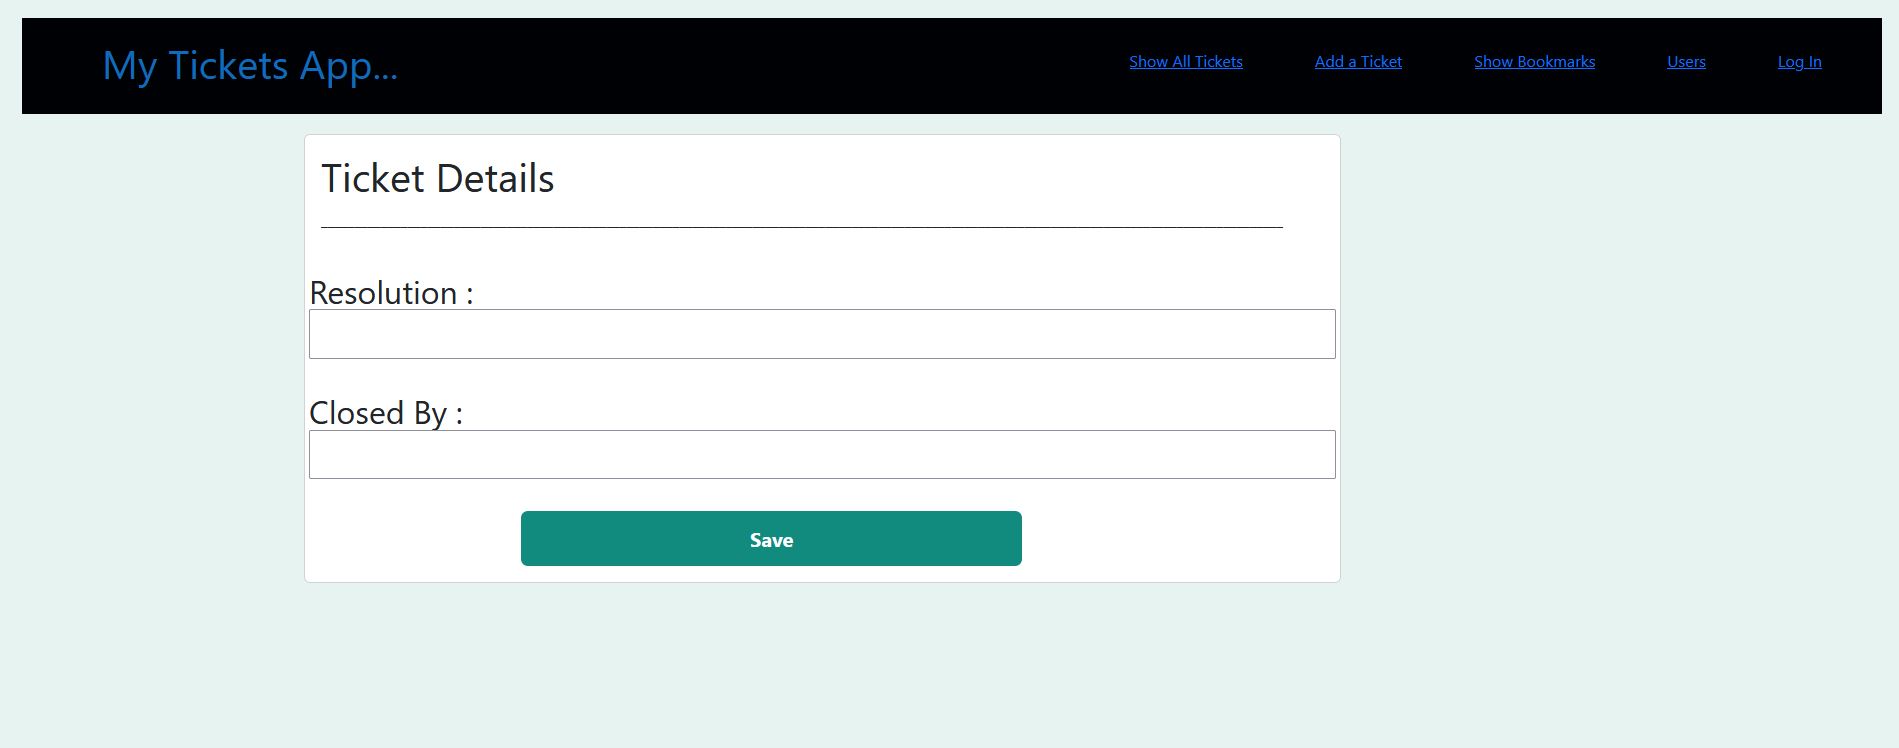 My Tickets App...
Show All Tickets Add a Ticket Show Bookmarks Users Log In
Ticket Details
Resolution :
Closed By :
Save